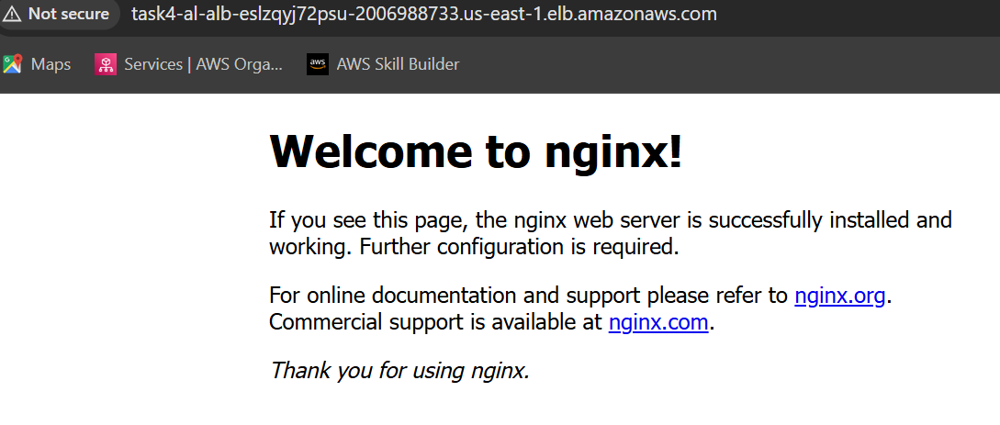 Not secure task4-al-alb-eslzqyj72psu-2006988733.us-east-1.elb.amazonaws.com
Maps Services | AWS Orga... aws AWS Skill Builder
Welcome to nginx!
If you see this page, the nginx web server is successfully installed and
working. Further configuration is required.
For online documentation and support please refer to nginx.org.
Commercial support is available at nginx.com.
Thank you for using nginx.